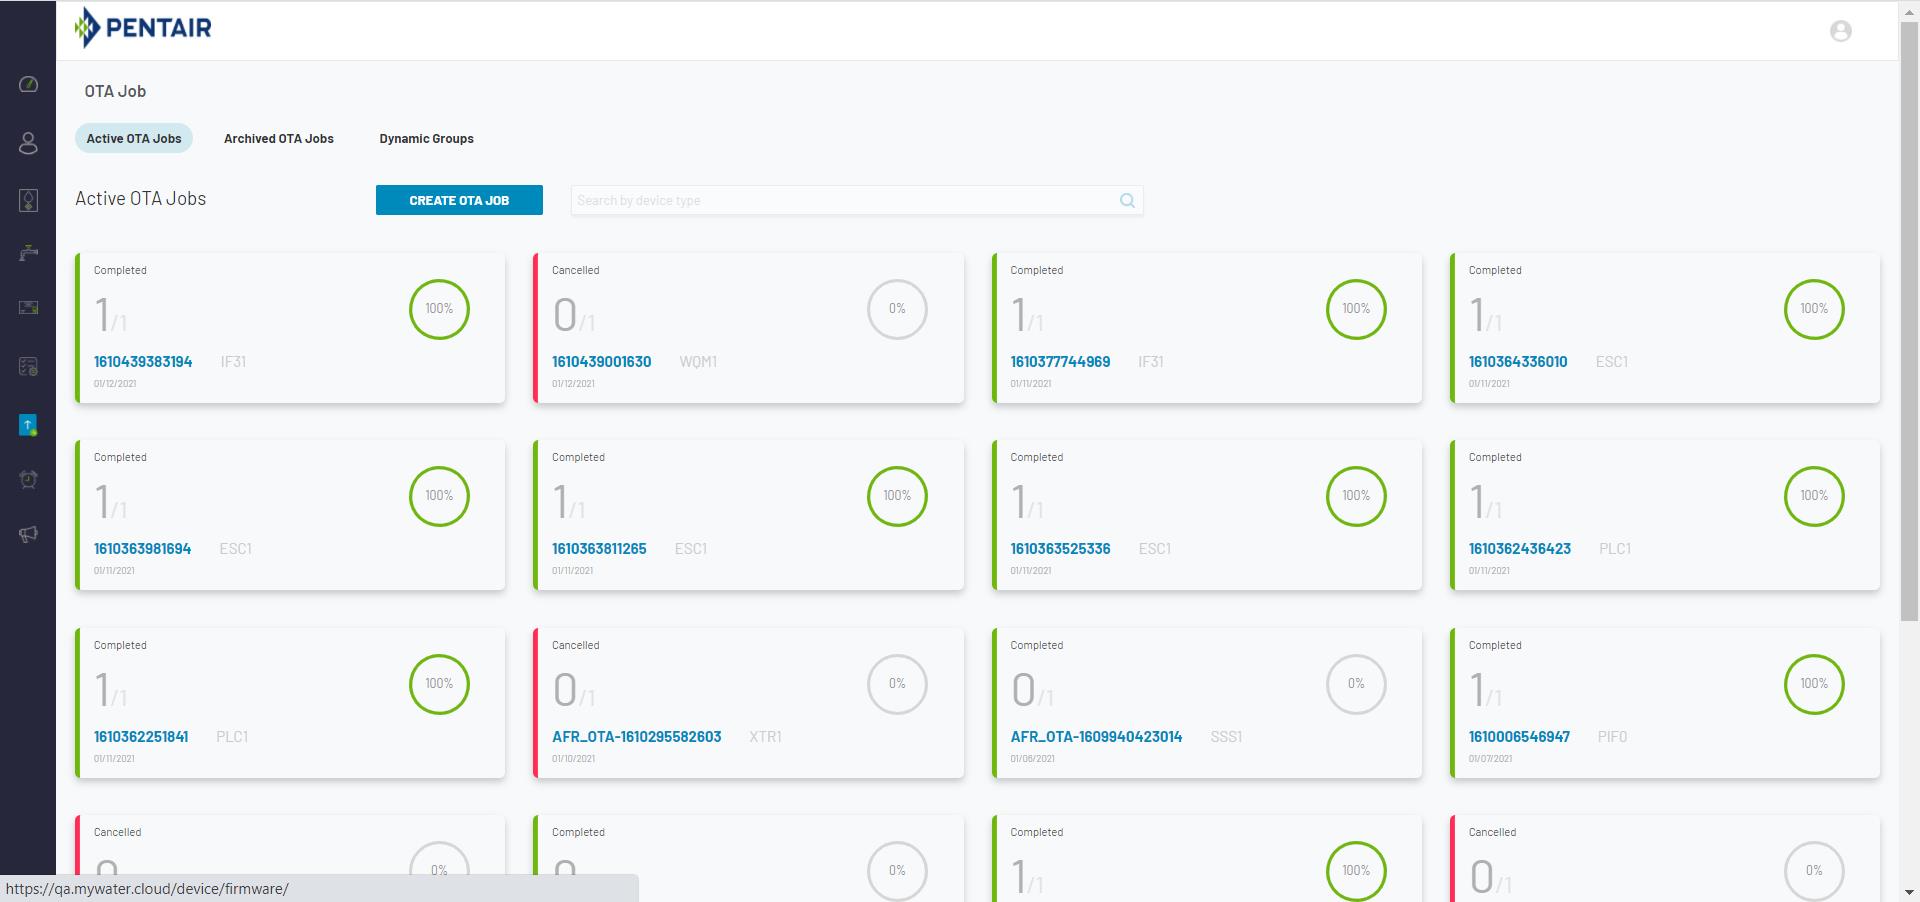 PENTAIR
OTA Job
Active OTA Jobs Archived OTA Jobs Dynamic Groups
Active OTA Jobs CREATE OTA JOB Search by device type
Completed
1/1
100%
1610439383194 IF31
01/12/2021
Cancelled
0/1
0%
1610439001630 WQM1
01/12/2021
Completed
1/1
100%
1610377744969 IF31
01/11/2021
Completed
1/1
100%
1610364336010 ESC1
01/11/2021
Completed
1/1
100%
1610363981694 ESC1
01/11/2021
Completed
1/1
100%
1610363811265 ESC1
01/11/2021
Completed
1/1
100%
1610363525336 ESC1
01/11/2021
Completed
1/1
100%
1610362436423 PLC1
01/11/2021
Completed
1/1
100%
1610362251841 PLC1
01/11/2021
Cancelled
0/1
0%
AFR_OTA-1610295582603 XTR1
01/10/2021
Completed
0/1
0%
AFR_OTA-1609940423014 SSS1
01/06/2021
Completed
1/1
100%
1610006546947 PIF0
01/07/2021
Cancelled
0
0%
Completed
0
0%
Completed
1/1
100%
Cancelled
0/1
0%
https://qa.mywater.cloud/device/firmware/